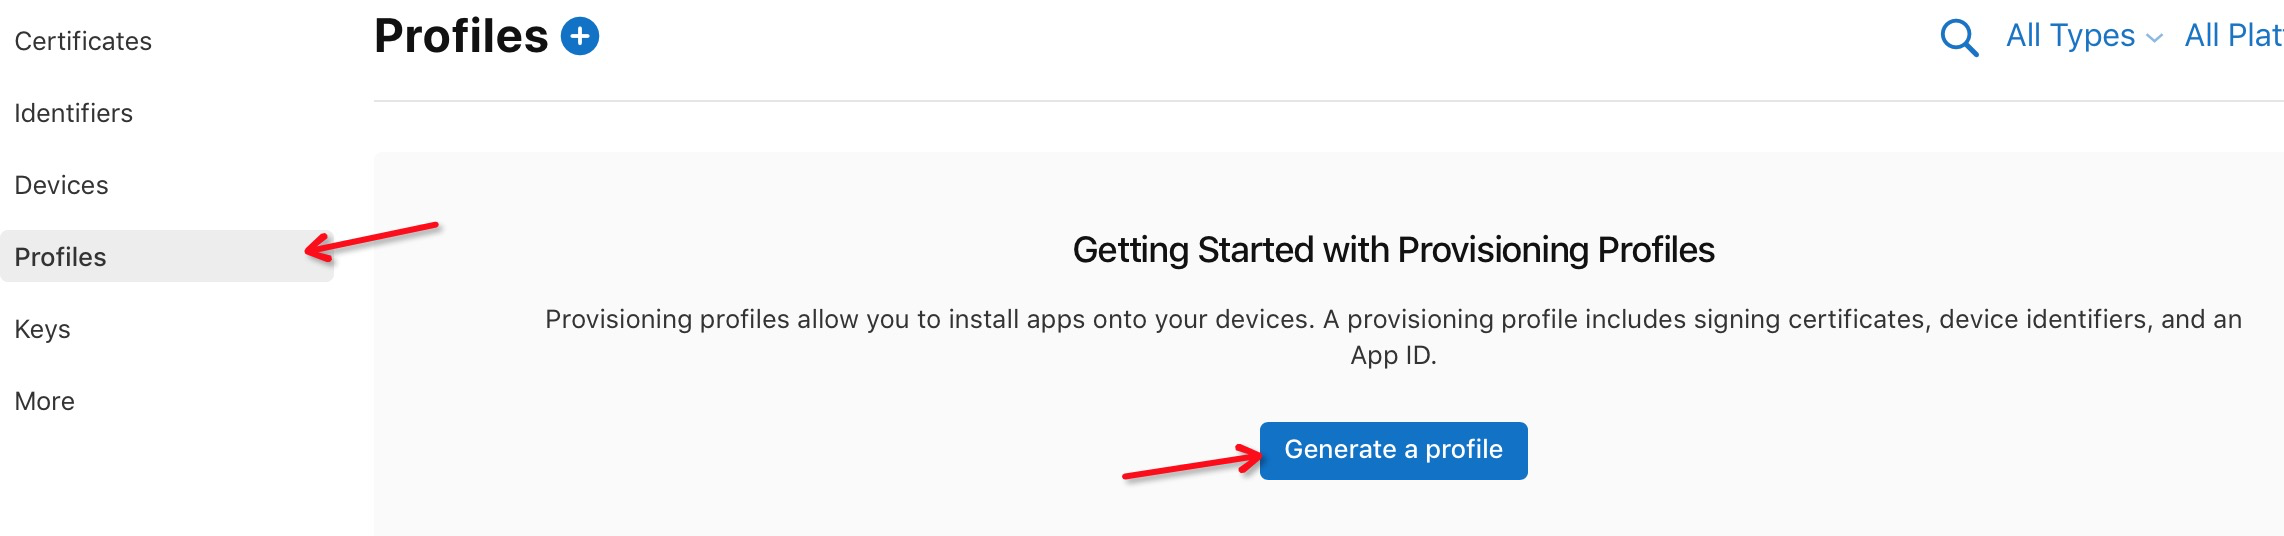 Certificates
Identifiers
Devices
Profiles
Keys
More
Profiles
All Types
All Plat
Getting Started with Provisioning Profiles
Provisioning profiles allow you to install apps onto your devices. A provisioning profile includes signing certificates, device identifiers, and an
App ID.
Generate a profile